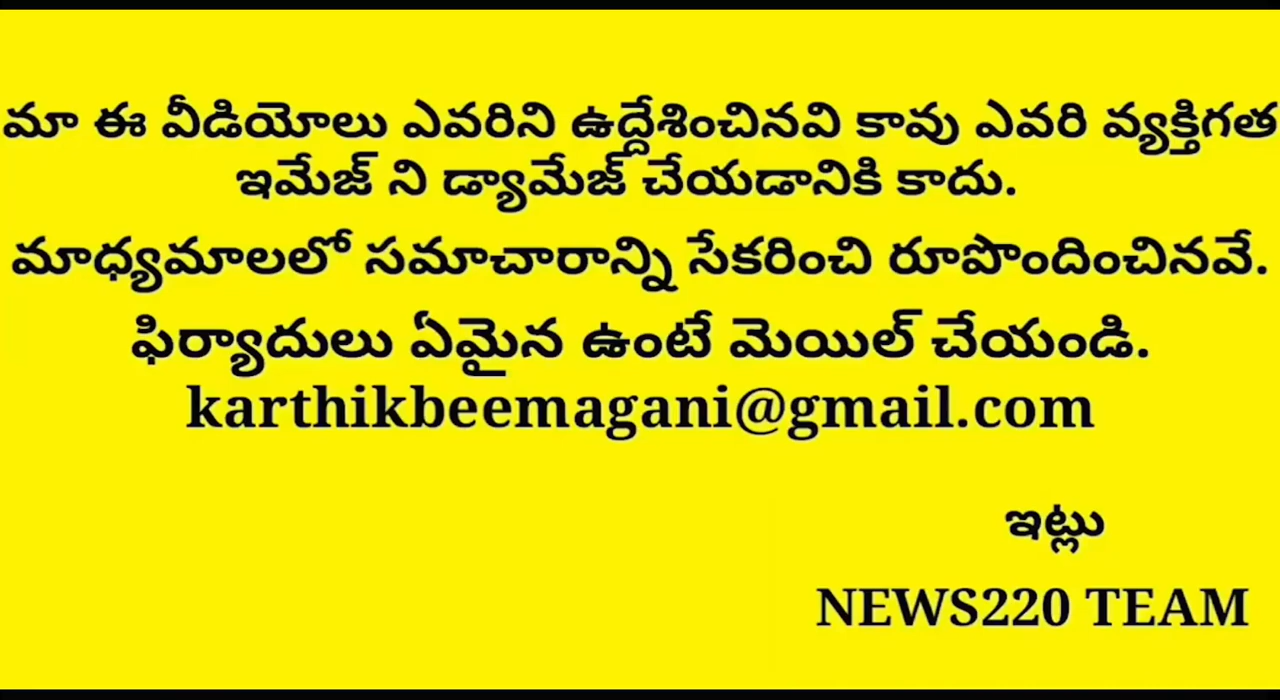 మా ఈ వీడియోలు ఎవరిని ఉద్దేశించినవి కావు ఎవరి వ్యక్తిగత
ఇమేజ్ ని డ్యామేజ్ చేయడానికి కాదు.
మాధ్యమాలలో సమాచారాన్ని సేకరించి రూపొందించినవే.
ఫిర్యాదులు ఏమైన ఉంటే మెయిల్ చేయండి.
karthikbeemagani@gmail.com
ఇట్లు
NEWS220 TEAM